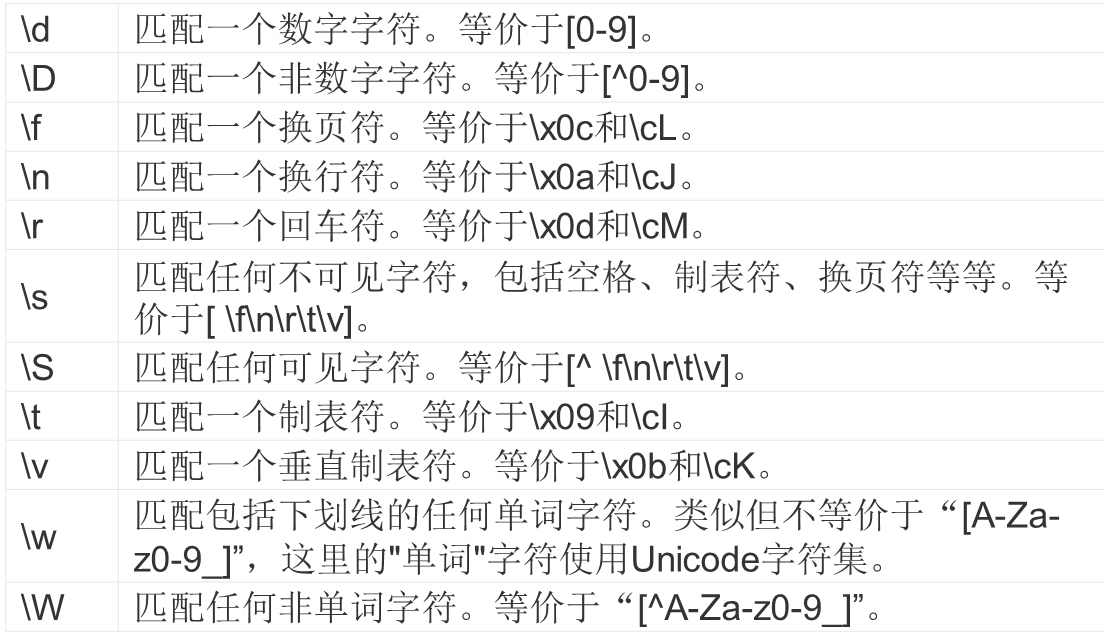 \d 匹配一个数字字符。等价于[0-9]。
\D 匹配一个非数字字符。等价于[^0-9]。
\f 匹配一个换页符。等价于\x0c和\cL。
\n 匹配一个换行符。等价于\x0a和\cJ。
\r 匹配一个回车符。等价于\x0d和\cM。
\s 匹配任何不可见字符，包括空格、制表符、换页符等等。等
价于[ \f\n\r\t\v]。
\S 匹配任何可见字符。等价于[^ \f\n\r\t\v]。
\t 匹配一个制表符。等价于\x09和\cI。
\v 匹配一个垂直制表符。等价于\x0b和\cK。
\w 匹配包括下划线的任何单词字符。类似但不等价于“[A-Za-
z0-9_]”，这里的"单词"字符使用Unicode字符集。
\W 匹配任何非单词字符。等价于“[^A-Za-z0-9_]”。